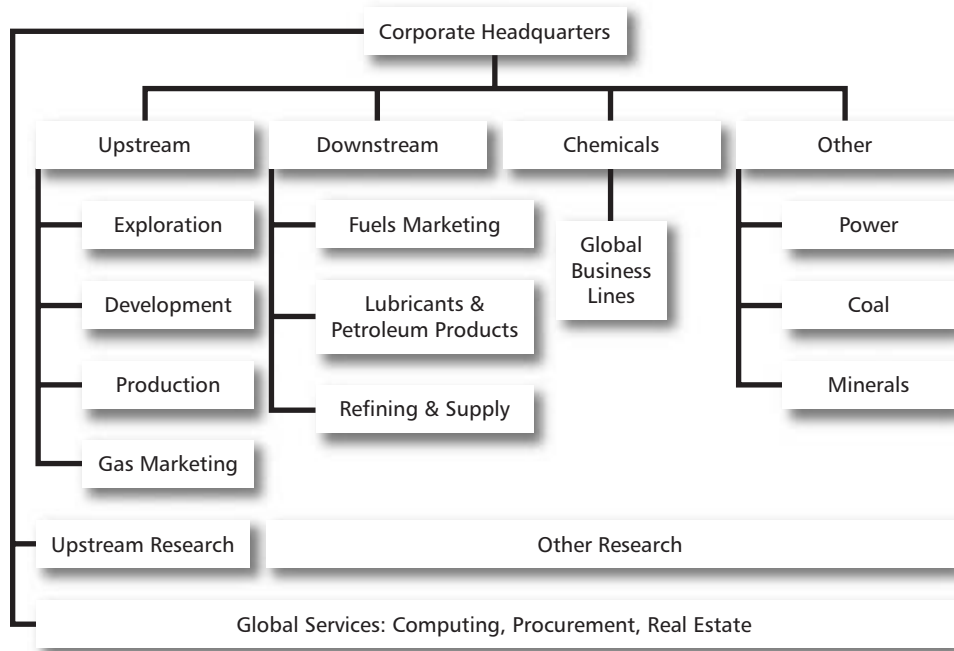 Corporate Headquarters
Upstream
Downstream
Chemicals
Other
Exploration
Development
Production
Gas Marketing
Fuels Marketing
Lubricants &
Petroleum Products
Refining & Supply
Global
Business
Lines
Power
Coal
Minerals
Upstream Research
Other Research
Global Services: Computing, Procurement, Real Estate